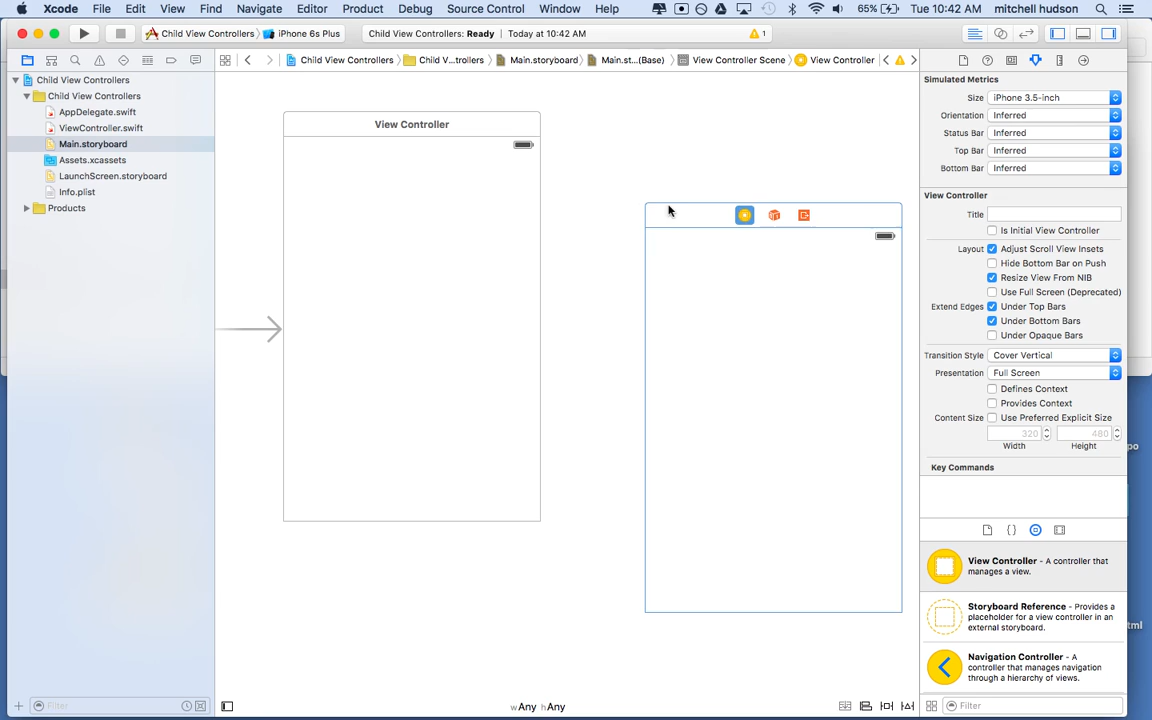 Xcode File Edit View Find Navigate Editor Product Debug Source Control Window Help 65% Tue 10:42 AM mitchell hudson
Child View Controllers iPhone 6s Plus Child View Controllers: Ready Today at 10:42 AM 1
Child View Controllers Child V...trollers Main.storyboard Main.st...(Base) View Controller Scene View Controller
Child View Controllers
Child View Controllers
AppDelegate.swift
ViewController.swift
Main.storyboard
Assets.xcassets
LaunchScreen.storyboard
Info.plist
Products
Filter
View Controller
wAny hAny
Simulated Metrics
Size iPhone 3.5-inch
Orientation Inferred
Status Bar Inferred
Top Bar Inferred
Bottom Bar Inferred
View Controller
Title
Is Initial View Controller
Layout Adjust Scroll View Insets
Hide Bottom Bar on Push
Resize View From NIB
Use Full Screen (Deprecated)
Extend Edges Under Top Bars
Under Bottom Bars
Under Opaque Bars
Transition Style Cover Vertical
Presentation Full Screen
Defines Context
Provides Context
Content Size Use Preferred Explicit Size
320 480
Width Height
Key Commands
View Controller - A controller that
manages a view.
Storyboard Reference - Provides a
placeholder for a view controller in an
external storyboard.
Navigation Controller - A
controller that manages navigation
through a hierarchy of views.
Filter
po
tml